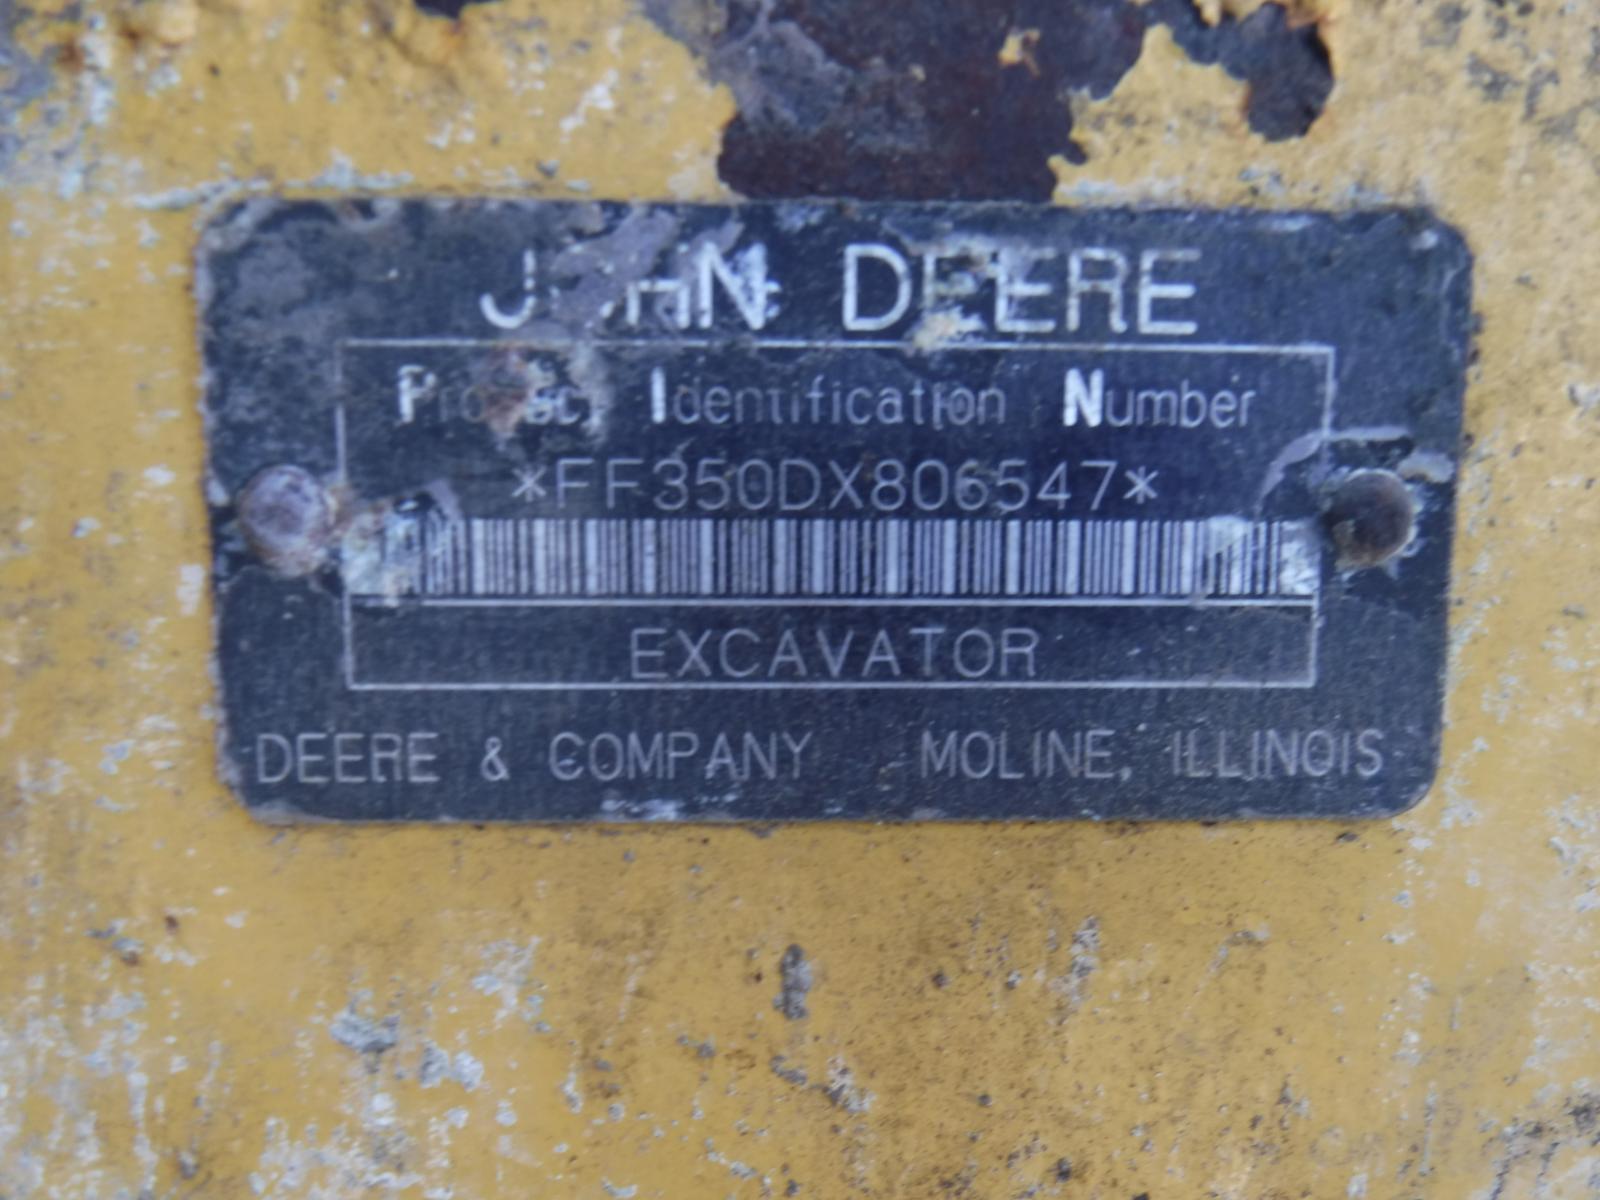 JOHN DEERE
Product Identification Number
*FF350DX806547*
EXCAVATOR
DEERE & COMPANY MOLINE, ILLINOIS